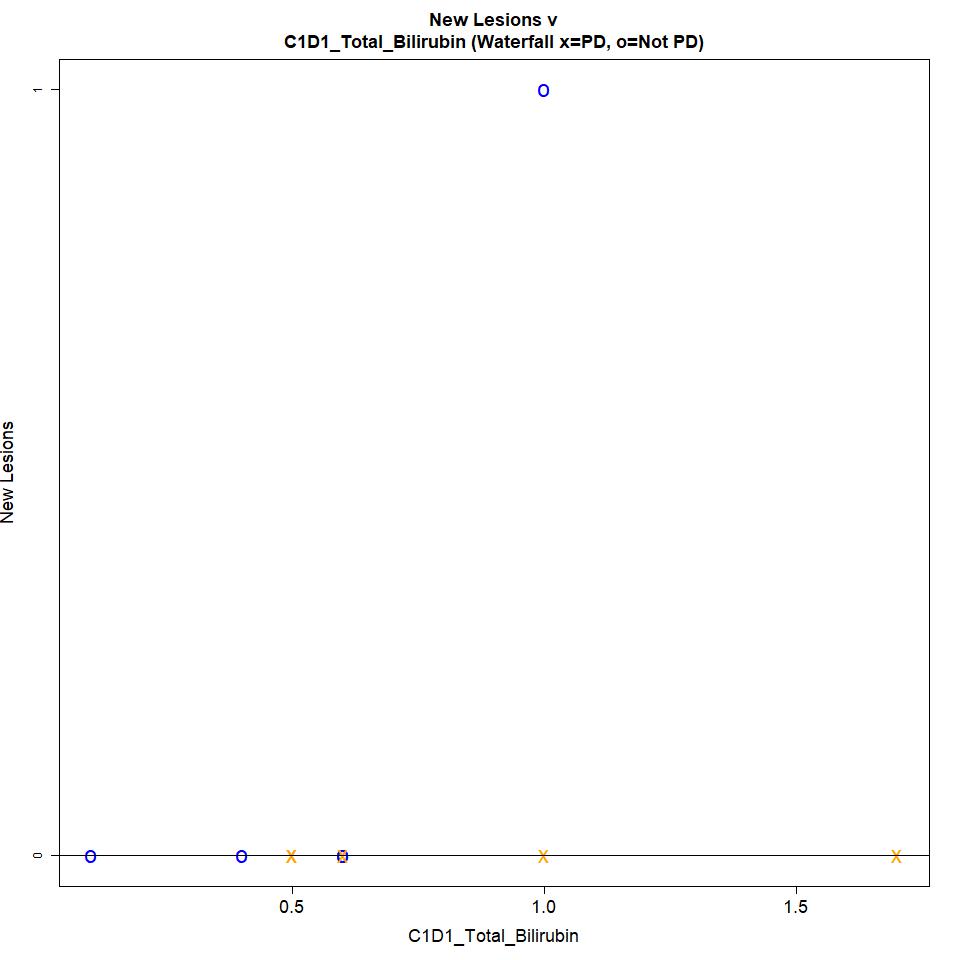 New Lesions v
C1D1_Total_Bilirubin (Waterfall x=PD, o=Not PD)
1
o
New Lesions
0
o
o
x
x
o
x
x
0.5
1.0
1.5
C1D1_Total_Bilirubin